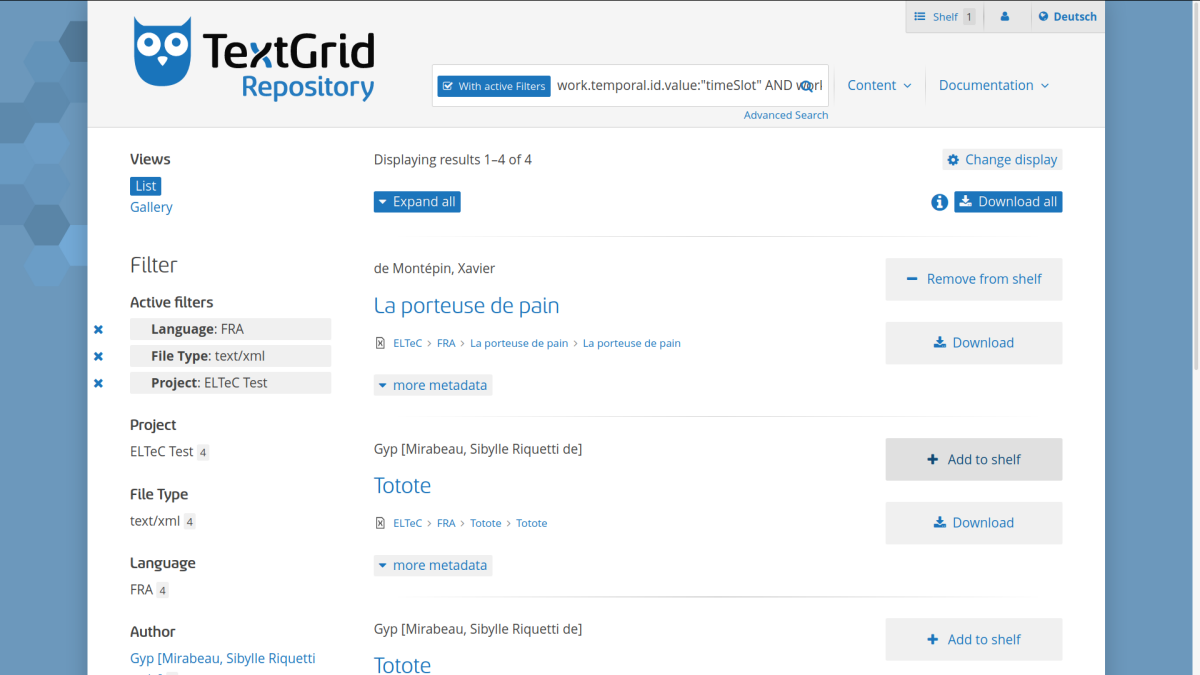 Shelf 1
Deutsch
TextGrid
Repository
With active Filters work.temporal.id.value:"timeSlot" AND
Content
Documentation
Advanced Search
Views
List
Gallery
Displaying results 1–4 of 4
Change display
Expand all
Download all
Filter
Active filters
Language: FRA
File Type: text/xml
Project: ELTeC Test
Project
ELTeC Test 4
File Type
text/xml 4
Language
FRA 4
Author
Gyp [Mirabeau, Sibylle Riquetti
de Montépin, Xavier
La porteuse de pain
ELTeC > FRA > La porteuse de pain > La porteuse de pain
more metadata
Remove from shelf
Download
Gyp [Mirabeau, Sibylle Riquetti de]
Totote
ELTeC > FRA > Totote > Totote
more metadata
Add to shelf
Download
Gyp [Mirabeau, Sibylle Riquetti de]
Totote
Add to shelf